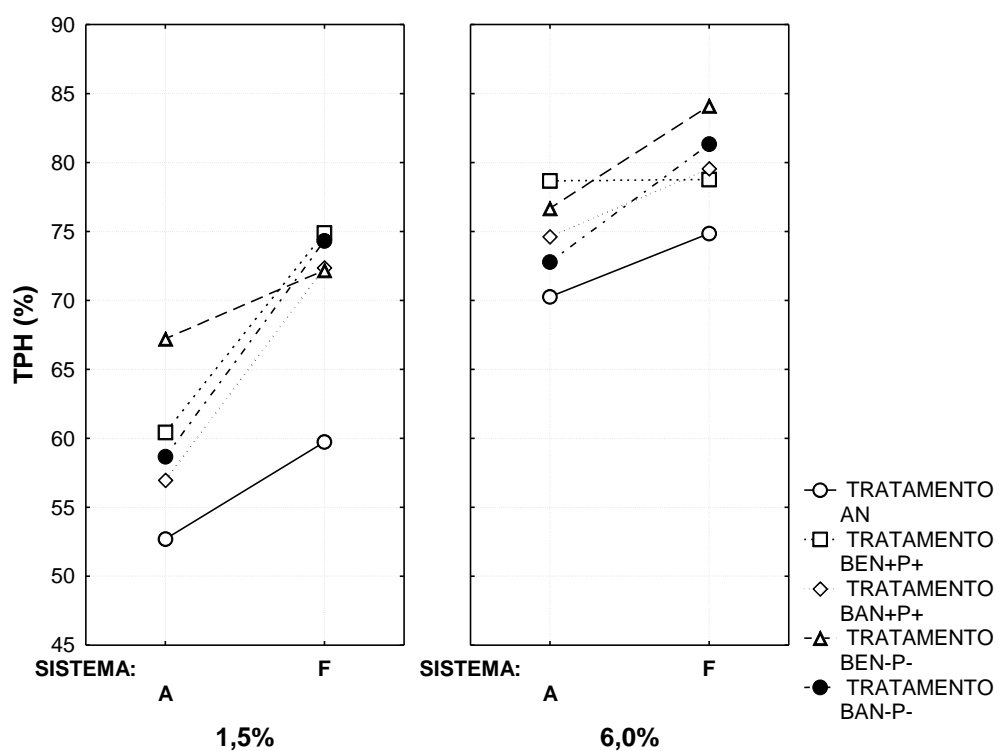 TPH (%)
90
85
80
75
70
65
60
55
50
45
SISTEMA:
A
F
1,5%
SISTEMA:
A
F
6,0%
TRATAMENTO
AN
TRATAMENTO
BEN+P+
TRATAMENTO
BAN+P+
TRATAMENTO
BEN-P-
TRATAMENTO
BAN-P-